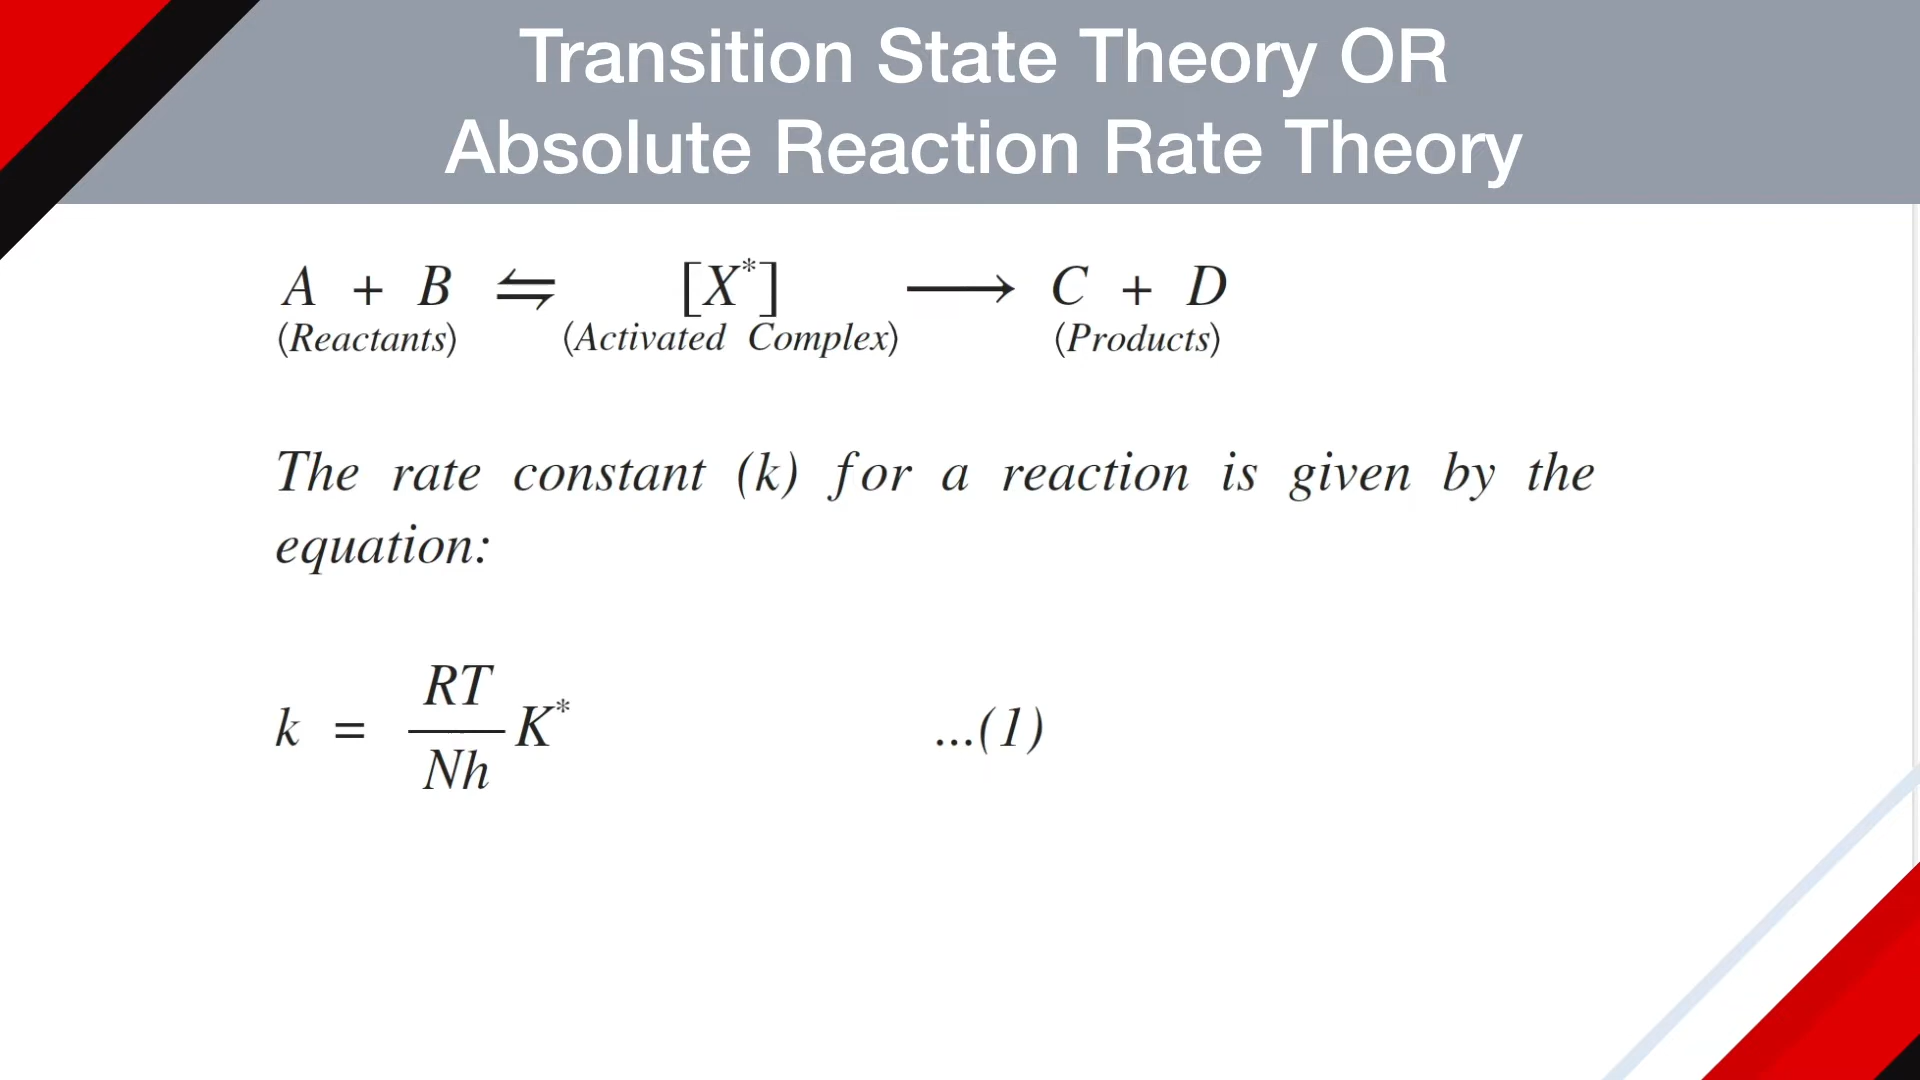 Transition State Theory OR
Absolute Reaction Rate Theory
A + B ⇋ [X*] ⟶ C + D
(Reactants) (Activated Complex) (Products)
The rate constant (k) for a reaction is given by the
equation:
k = RT/Nh K* ...(1)